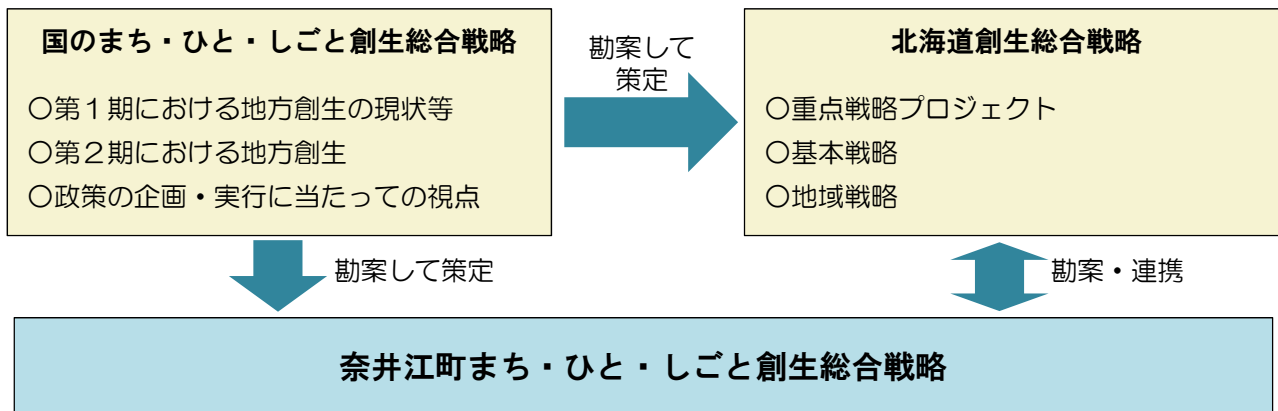 国のまち・ひと・しごと創生総合戦略
〇第１期における地方創生の現状等
〇第２期における地方創生
〇政策の企画・実行に当たっての視点
勘案して
策定
北海道創生総合戦略
〇重点戦略プロジェクト
〇基本戦略
〇地域戦略
勘案して策定
勘案・連携
奈井江町まち・ひと・しごと創生総合戦略